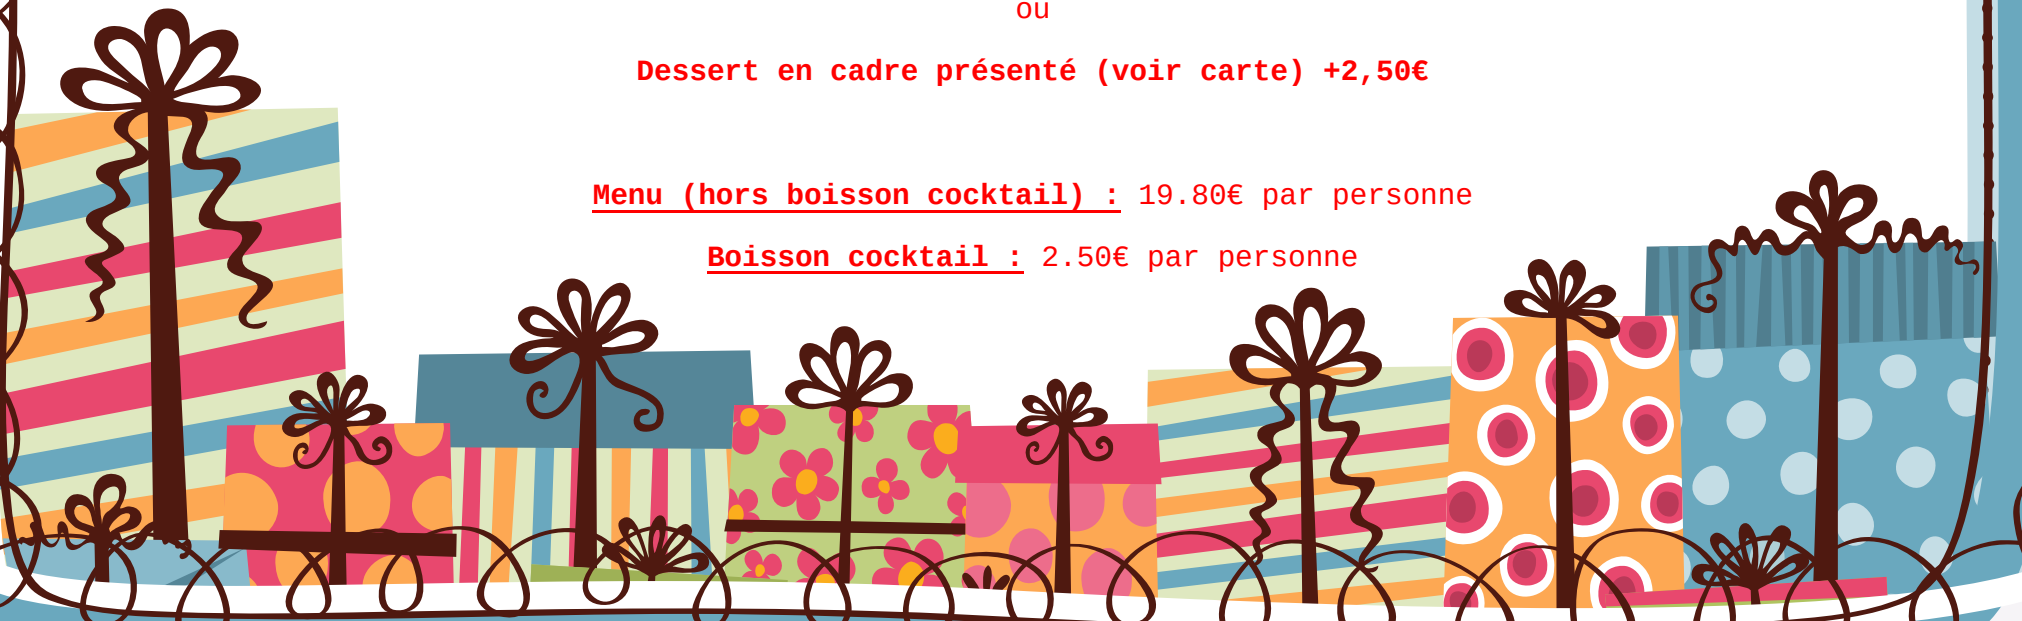 ou
Dessert en cadre présenté (voir carte) +2,50€
Menu (hors boisson cocktail) : 19.80€ par personne
Boisson cocktail : 2.50€ par personne